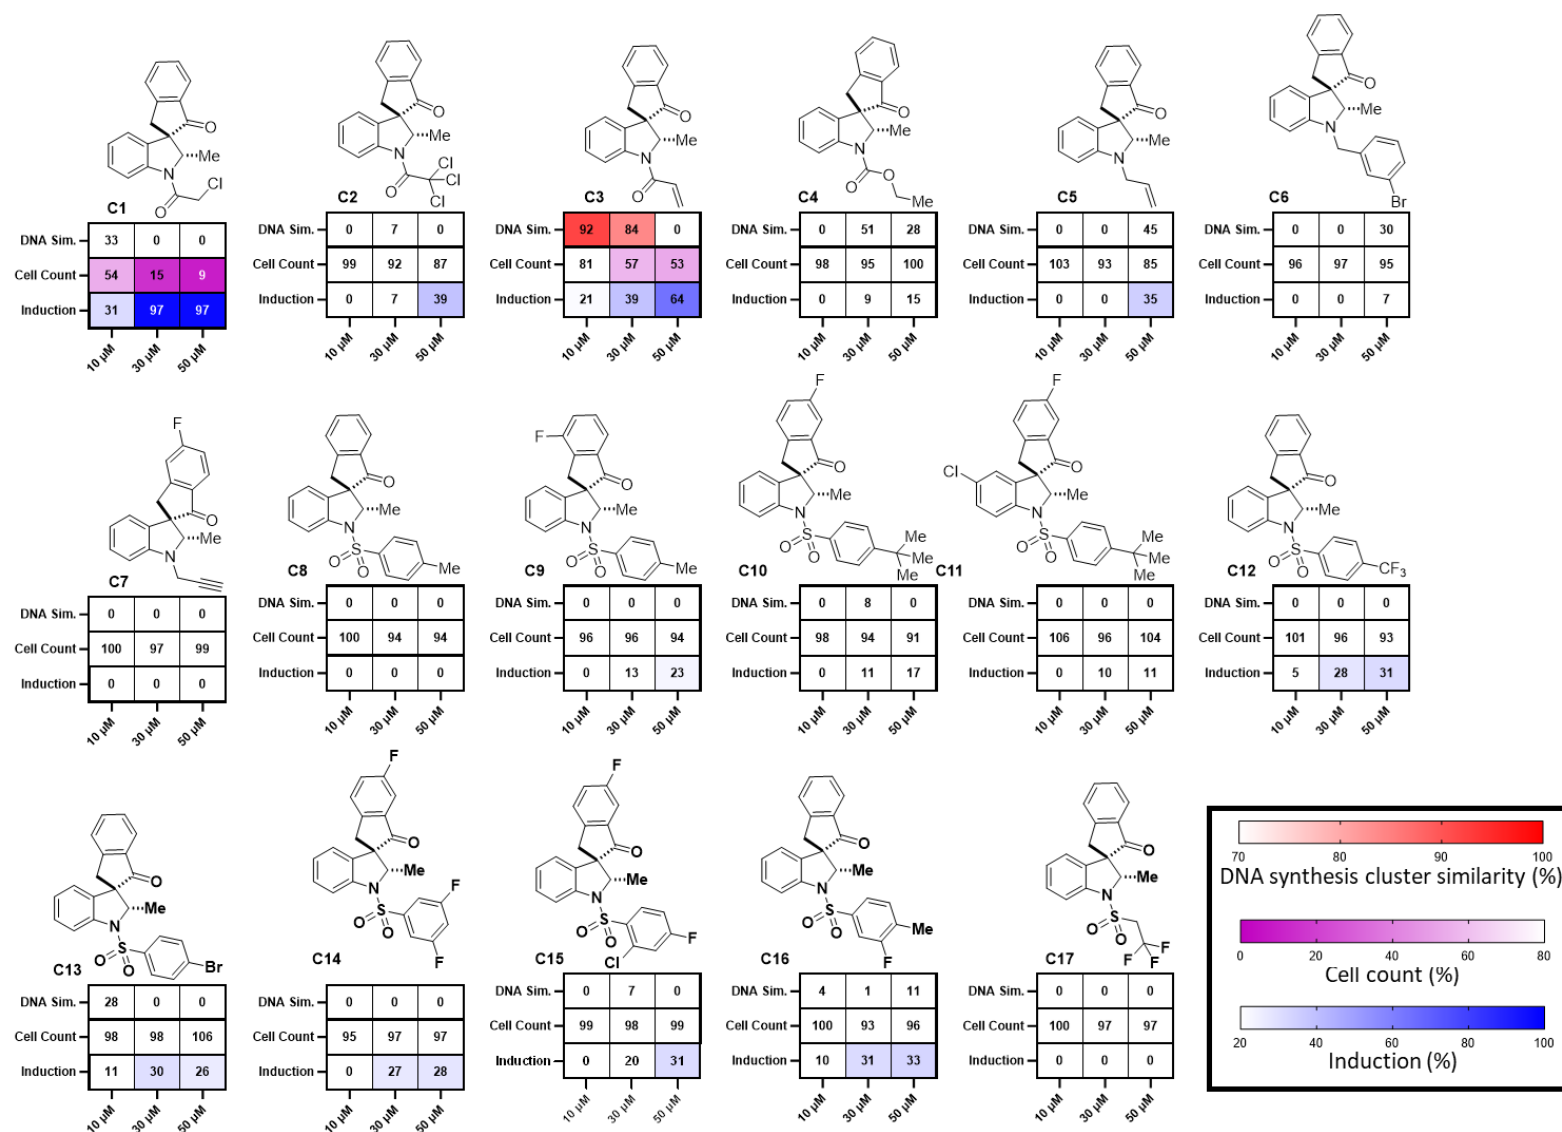 O
Me
N
Cl
O
C1
DNA Sim. 33 0 0
Cell Count 54 15 9
Induction 31 97 97
10 µM 30 µM 50 µM
O
Me
N
Cl
Cl
O
Cl
C2
DNA Sim. 0 7 0
Cell Count 99 92 87
Induction 0 7 39
10 µM 30 µM 50 µM
O
Me
N
O
C3
DNA Sim. 92 84 0
Cell Count 81 57 53
Induction 21 39 64
10 µM 30 µM 50 µM
O
Me
N
O
O
Me
C4
DNA Sim. 0 51 28
Cell Count 98 95 100
Induction 0 9 15
10 µM 30 µM 50 µM
O
Me
N
C5
DNA Sim. 0 0 45
Cell Count 103 93 85
Induction 0 0 35
10 µM 30 µM 50 µM
O
Me
N
Br
C6
DNA Sim. 0 0 30
Cell Count 96 97 95
Induction 0 0 7
10 µM 30 µM 50 µM
F
O
Me
N
C7
DNA Sim. 0 0 0
Cell Count 100 97 99
Induction 0 0 0
10 µM 30 µM 50 µM
O
Me
N
S
O O
Me
C8
DNA Sim. 0 0 0
Cell Count 100 94 94
Induction 0 0 0
10 µM 30 µM 50 µM
F
O
Me
N
S
O O
Me
C9
DNA Sim. 0 0 0
Cell Count 96 96 94
Induction 0 13 23
10 µM 30 µM 50 µM
F
O
Me
N
S
O O
Me
Me
Me
C10
DNA Sim. 0 8 0
Cell Count 98 94 91
Induction 0 11 17
10 µM 30 µM 50 µM
F
O
Cl
Me
N
S
O O
Me
Me
Me
C11
DNA Sim. 0 0 0
Cell Count 106 96 104
Induction 0 10 11
10 µM 30 µM 50 µM
O
Me
N
S
O O
CF3
C12
DNA Sim. 0 0 0
Cell Count 101 96 93
Induction 5 28 31
10 µM 30 µM 50 µM
O
Me
N
S
O O
Br
C13
DNA Sim. 28 0 0
Cell Count 98 98 106
Induction 11 30 26
10 µM 30 µM 50 µM
F
O
Me
N
F
S
O O
F
C14
DNA Sim. 0 0 0
Cell Count 95 97 97
Induction 0 27 28
10 µM 30 µM 50 µM
F
O
Me
N
S
O O
F
Cl
C15
DNA Sim. 0 7 0
Cell Count 99 98 99
Induction 0 20 31
10 µM 30 µM 50 µM
O
Me
N
S
O O
Me
F
C16
DNA Sim. 4 1 11
Cell Count 100 93 96
Induction 10 31 33
10 µM 30 µM 50 µM
O
Me
N
S
O O
F
F F
C17
DNA Sim. 0 0 0
Cell Count 100 97 97
Induction 0 0 0
10 µM 30 µM 50 µM
70 80 90 100
DNA synthesis cluster similarity (%)
0 20 40 60 80
Cell count (%)
20 40 60 80 100
Induction (%)